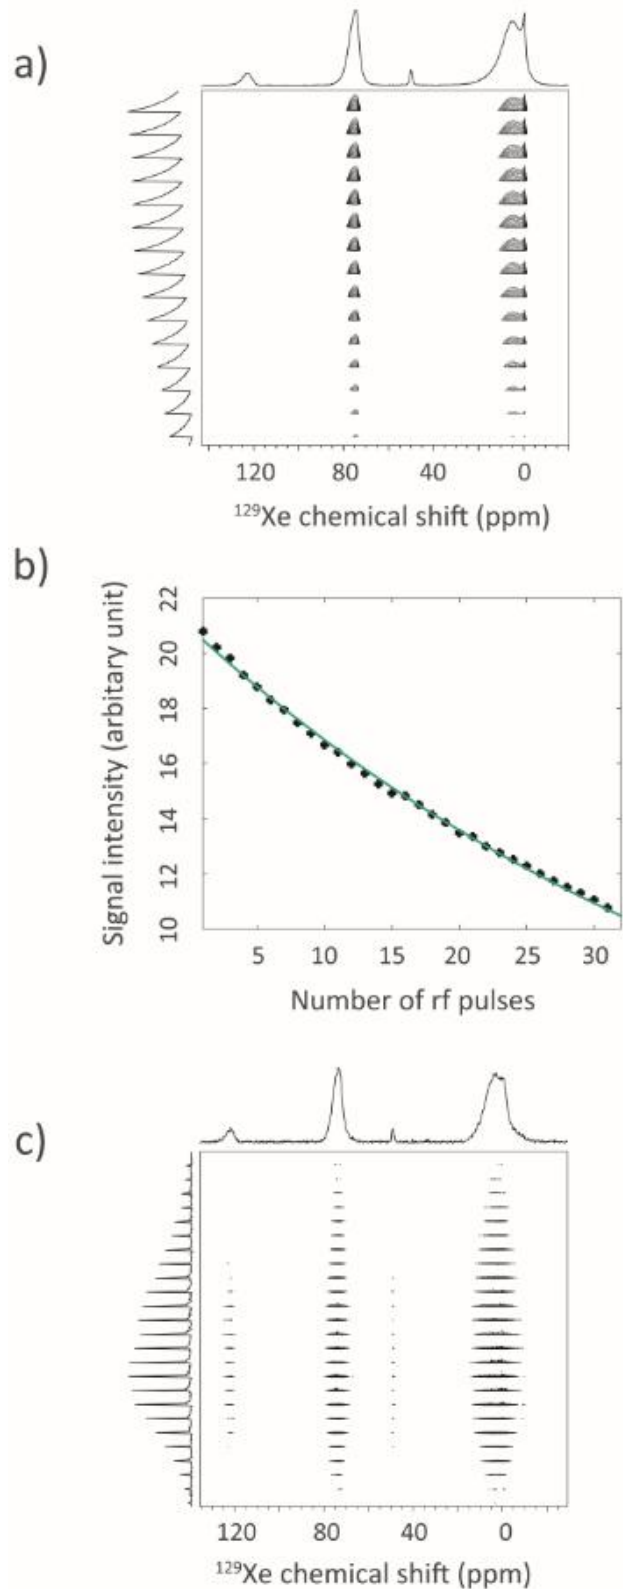 a)
120 80 40 0
¹²⁹Xe chemical shift (ppm)
b)
Signal intensity (arbitary unit)
22
20
18
16
14
12
10
5 10 15 20 25 30
Number of rf pulses
c)
120 80 40 0
¹²⁹Xe chemical shift (ppm)